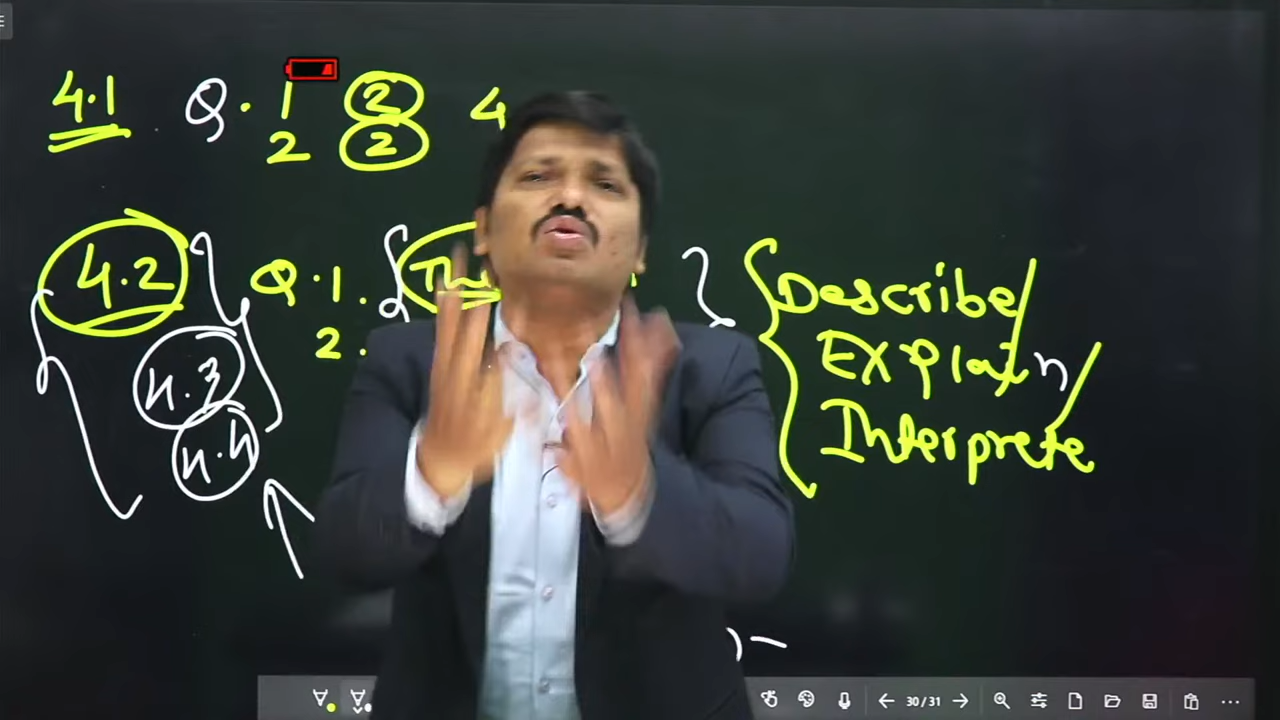 4.1 Q. 1 2 4
2 2
4.2 Q.1. Th
2.
4.3
4.4
Describe/
Explain/
Interprete
30/31